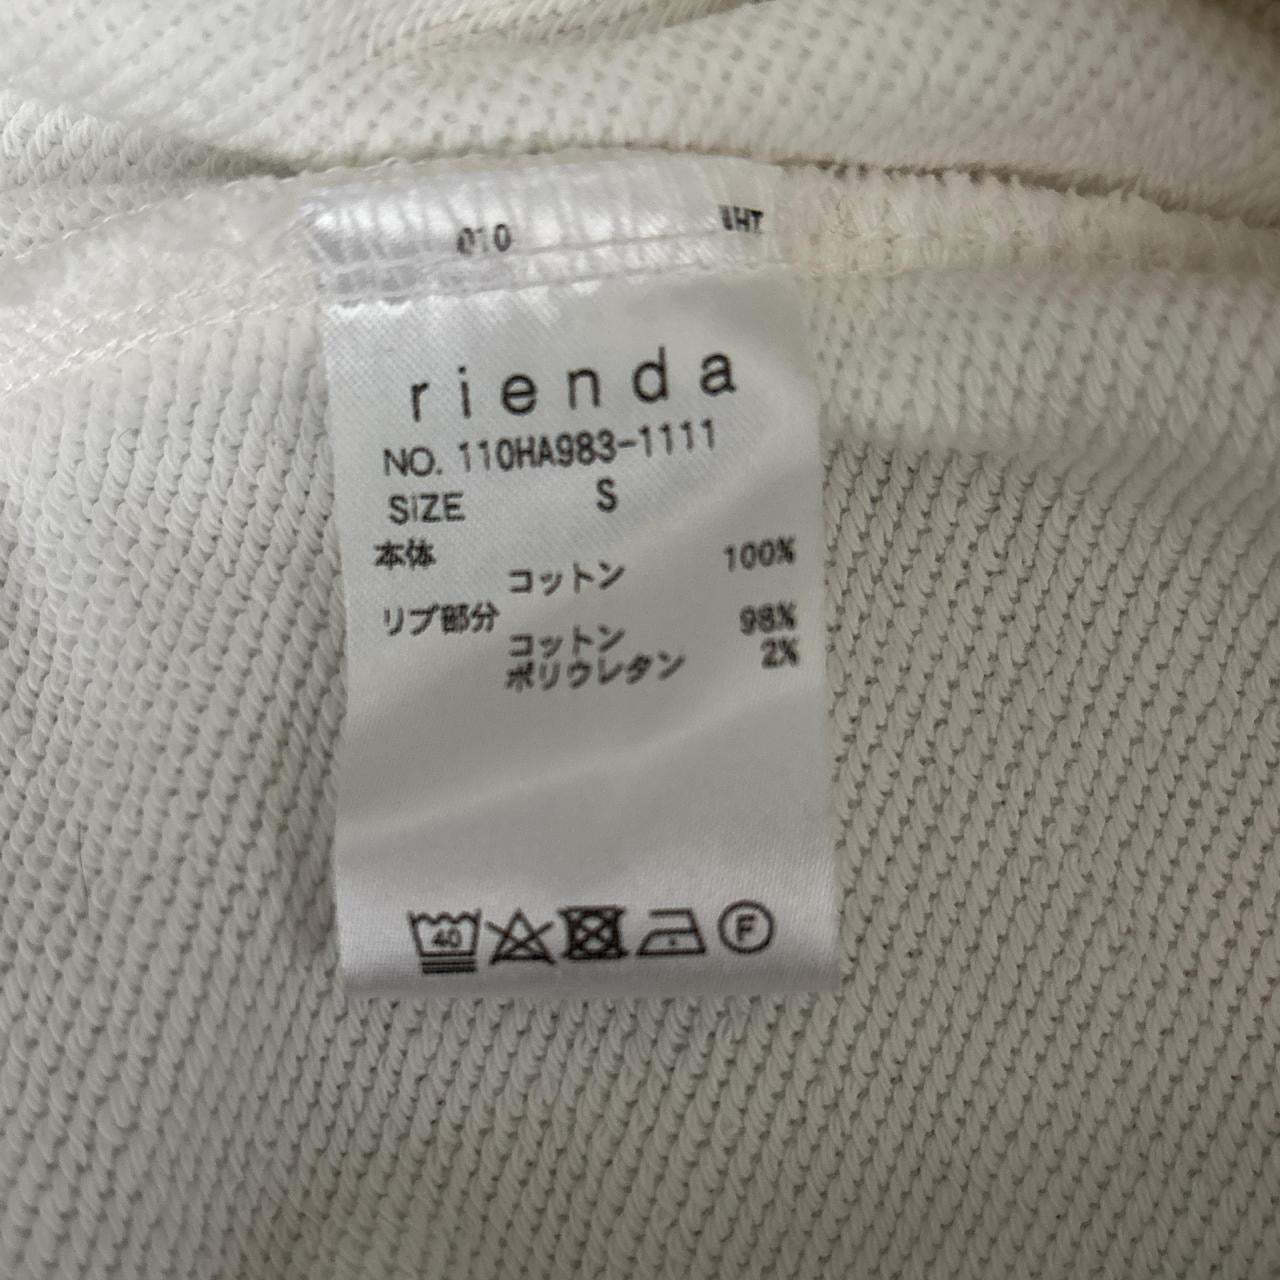 010
rienda
NO. 110HA983-1111
SIZE S
本体
コットン 100%
リブ部分
コットン 98%
ポリウレタン 2%
40
F